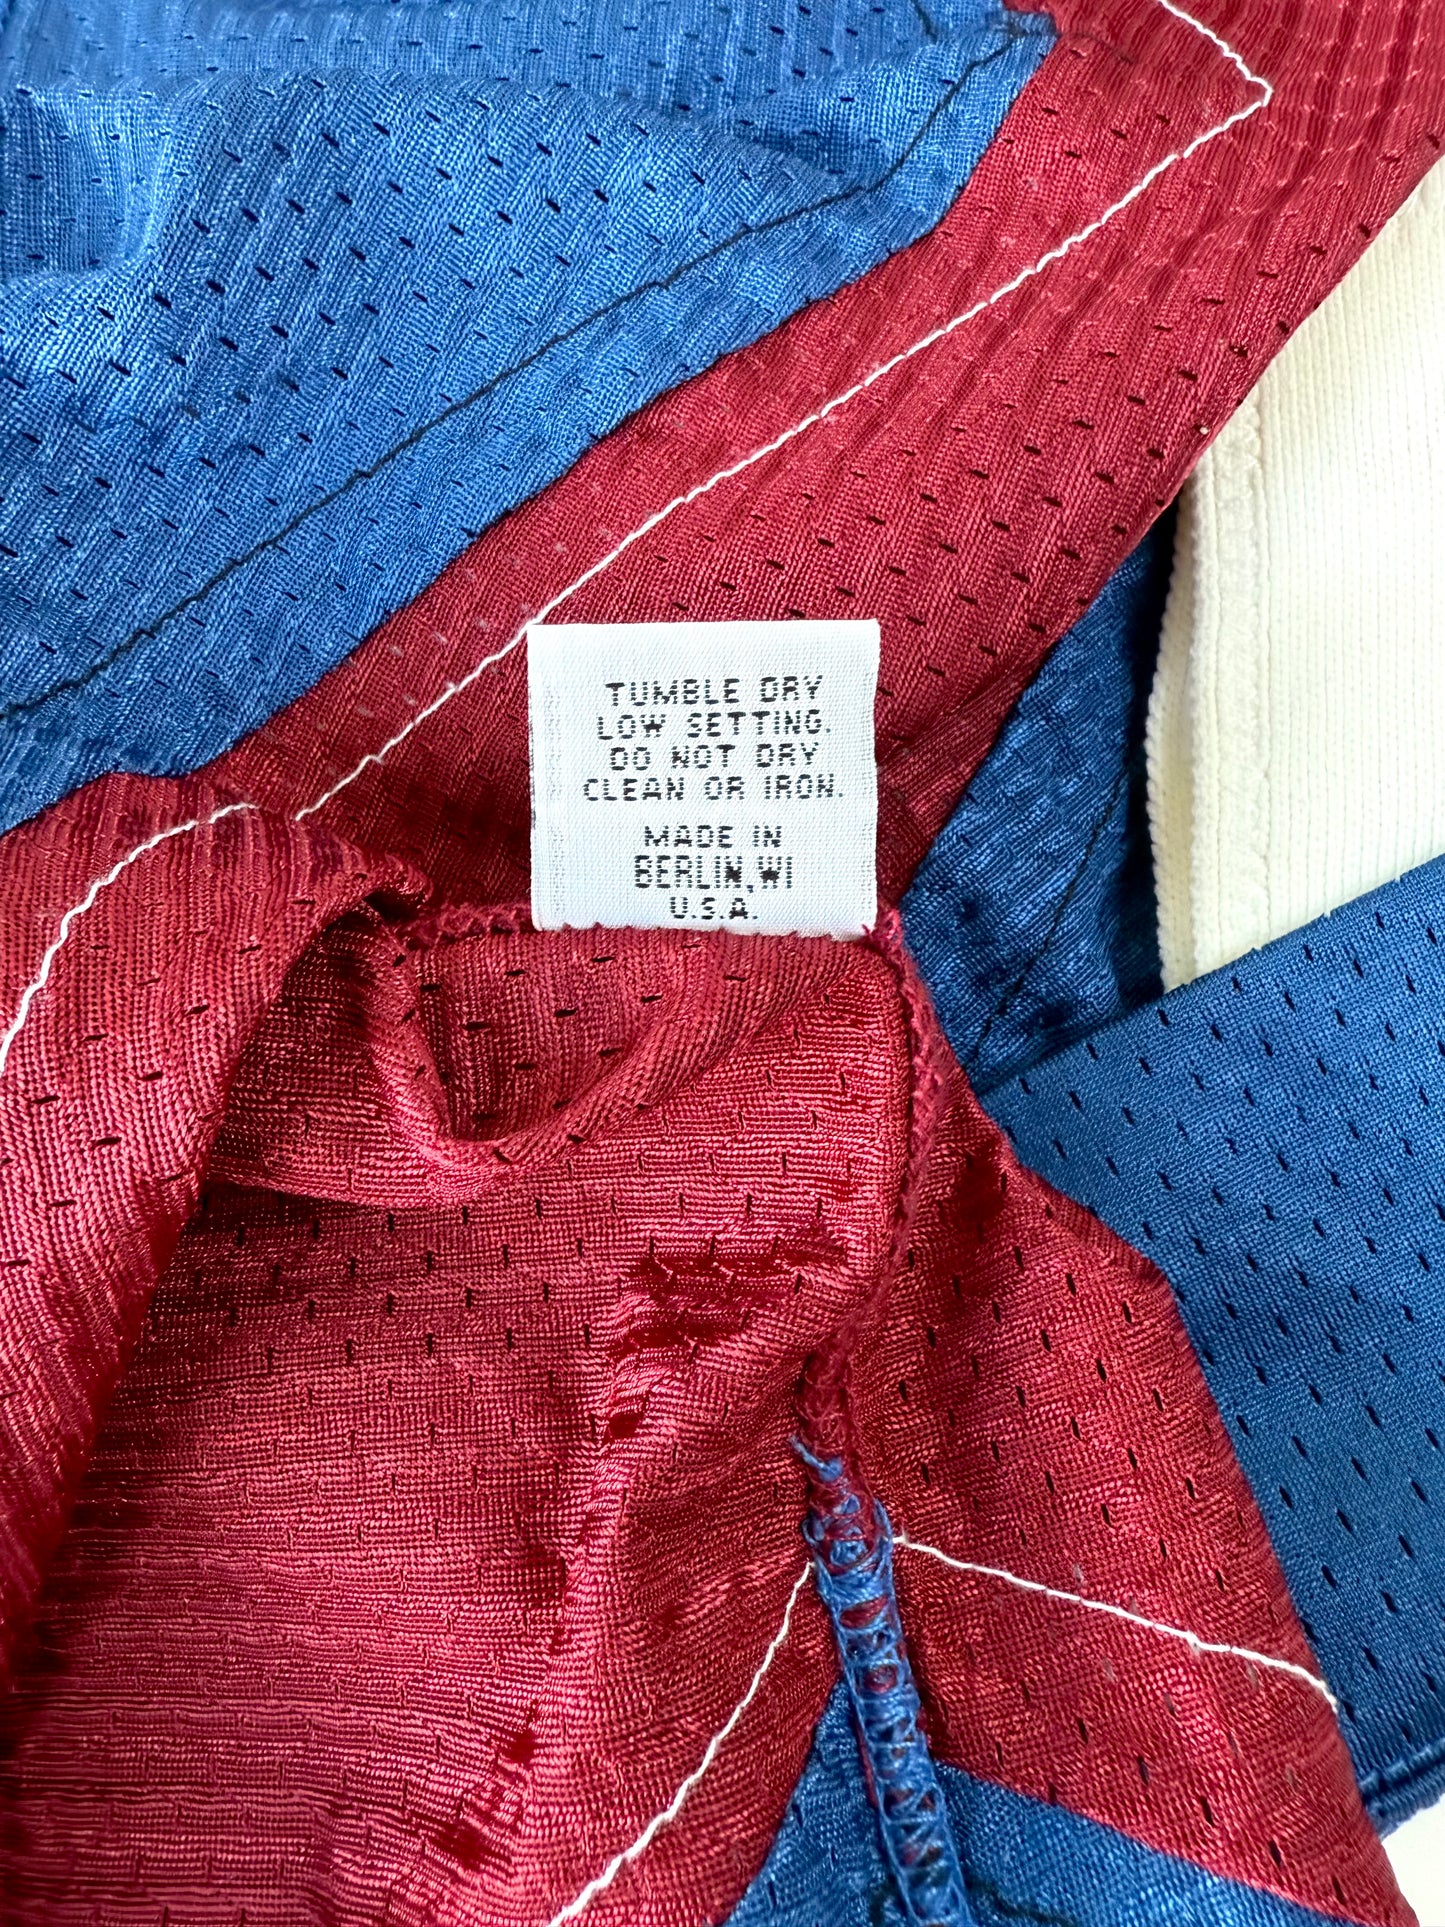 TUMBLE DRY
LOW SETTING.
DO NOT DRY
CLEAN OR IRON.
MADE IN
BERLIN, WI
U.S.A.